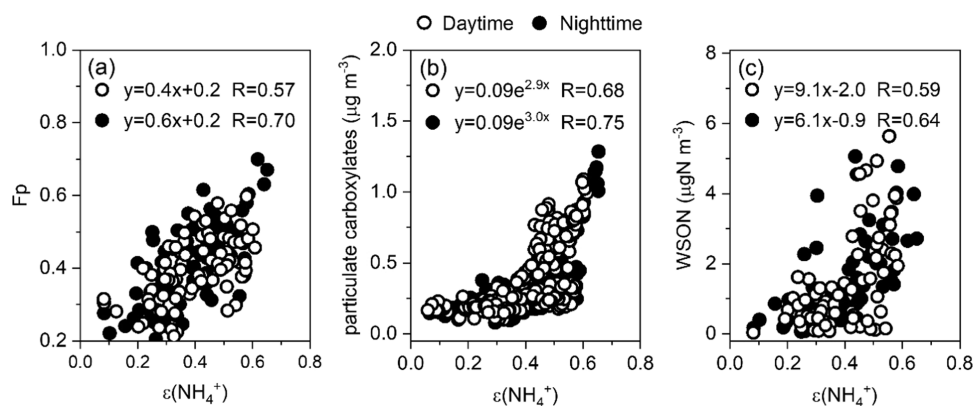 Daytime Nighttime
(a)
y=0.4x+0.2 R=0.57
y=0.6x+0.2 R=0.70
Fp
1.0
0.8
0.6
0.4
0.2
0.0 0.2 0.4 0.6 0.8
ε(NH₄⁺)
(b)
y=0.09e²·⁹ˣ R=0.68
y=0.09e³·⁰ˣ R=0.75
particulate carboxylates (μg m⁻³)
2.0
1.5
1.0
0.5
0.0
0.0 0.2 0.4 0.6 0.8
ε(NH₄⁺)
(c)
y=9.1x-2.0 R=0.59
y=6.1x-0.9 R=0.64
WSON (μgN m⁻³)
8
6
4
2
0
0.0 0.2 0.4 0.6 0.8
ε(NH₄⁺)